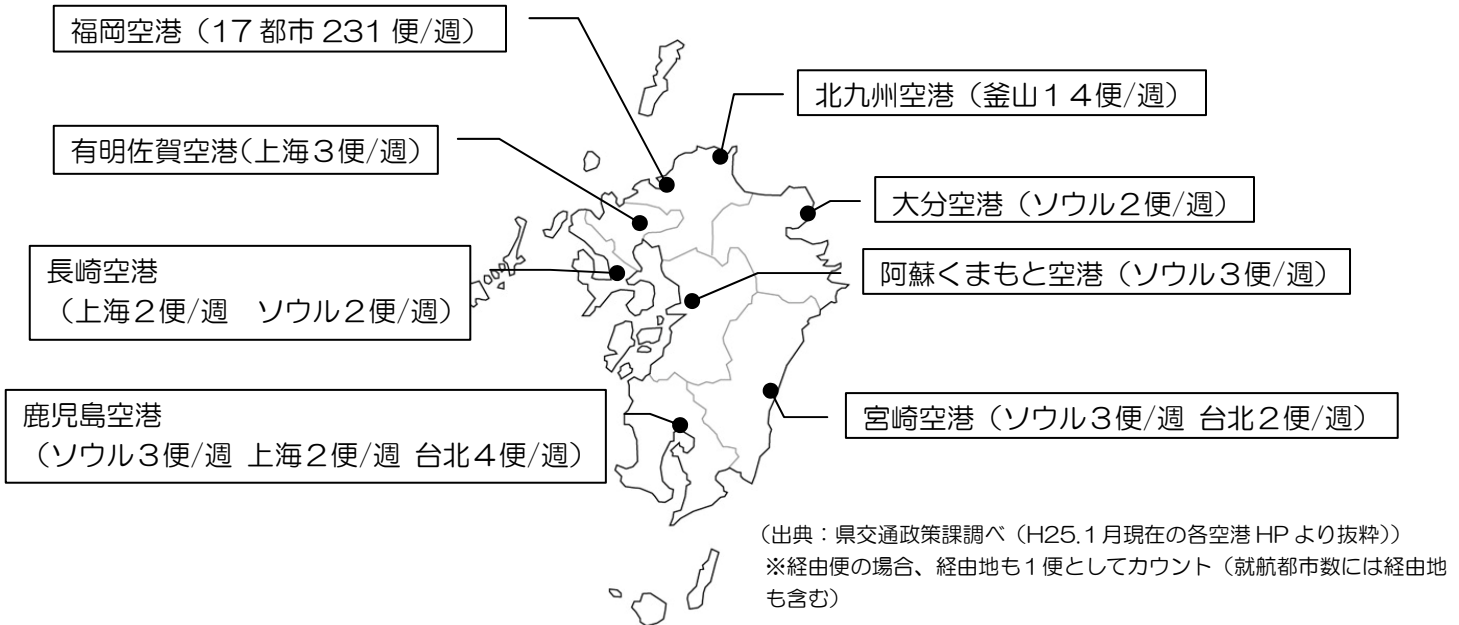 福岡空港（17都市231便/週）
北九州空港（釜山１４便/週）
有明佐賀空港（上海３便/週）
大分空港（ソウル２便/週）
長崎空港
（上海２便/週　ソウル２便/週）
阿蘇くまもと空港（ソウル３便/週）
鹿児島空港
（ソウル３便/週 上海２便/週 台北４便/週）
宮崎空港（ソウル３便/週 台北２便/週）
（出典：県交通政策課調べ（H25.1月現在の各空港HPより抜粋））
※経由便の場合、経由地も１便としてカウント（就航都市数には経由地
も含む）